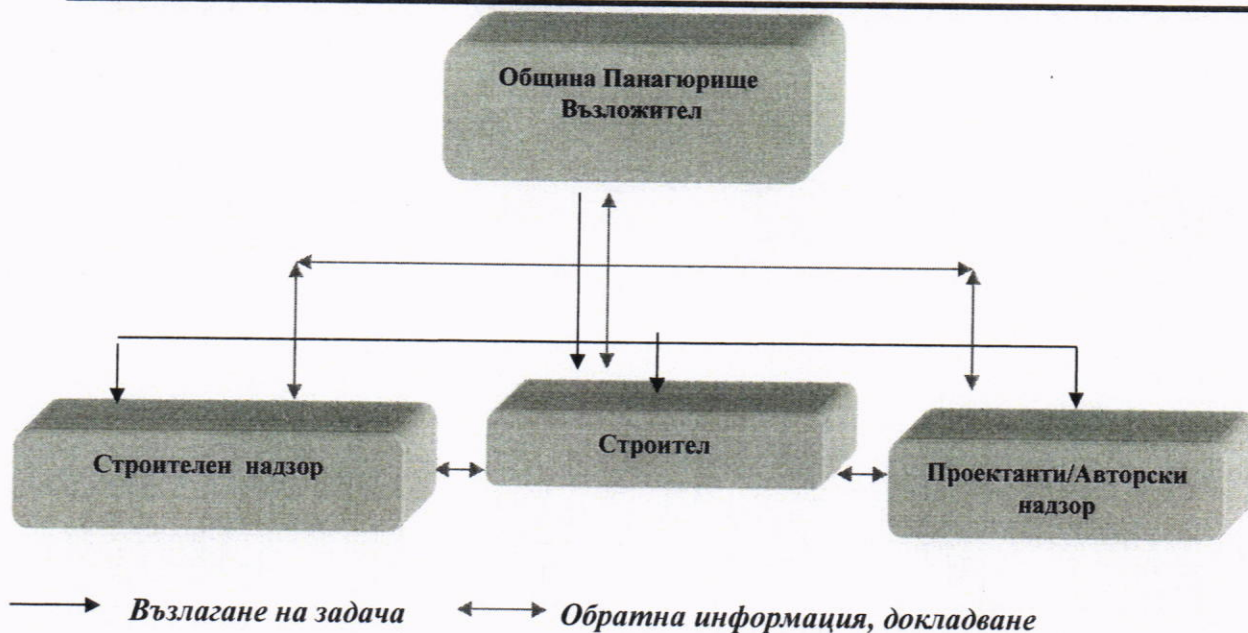 Община Панагюрище
Възложител
Строителен надзор
Строител
Проектанти/Авторски
надзор
Възлагане на задача
Обратна информация, докладване